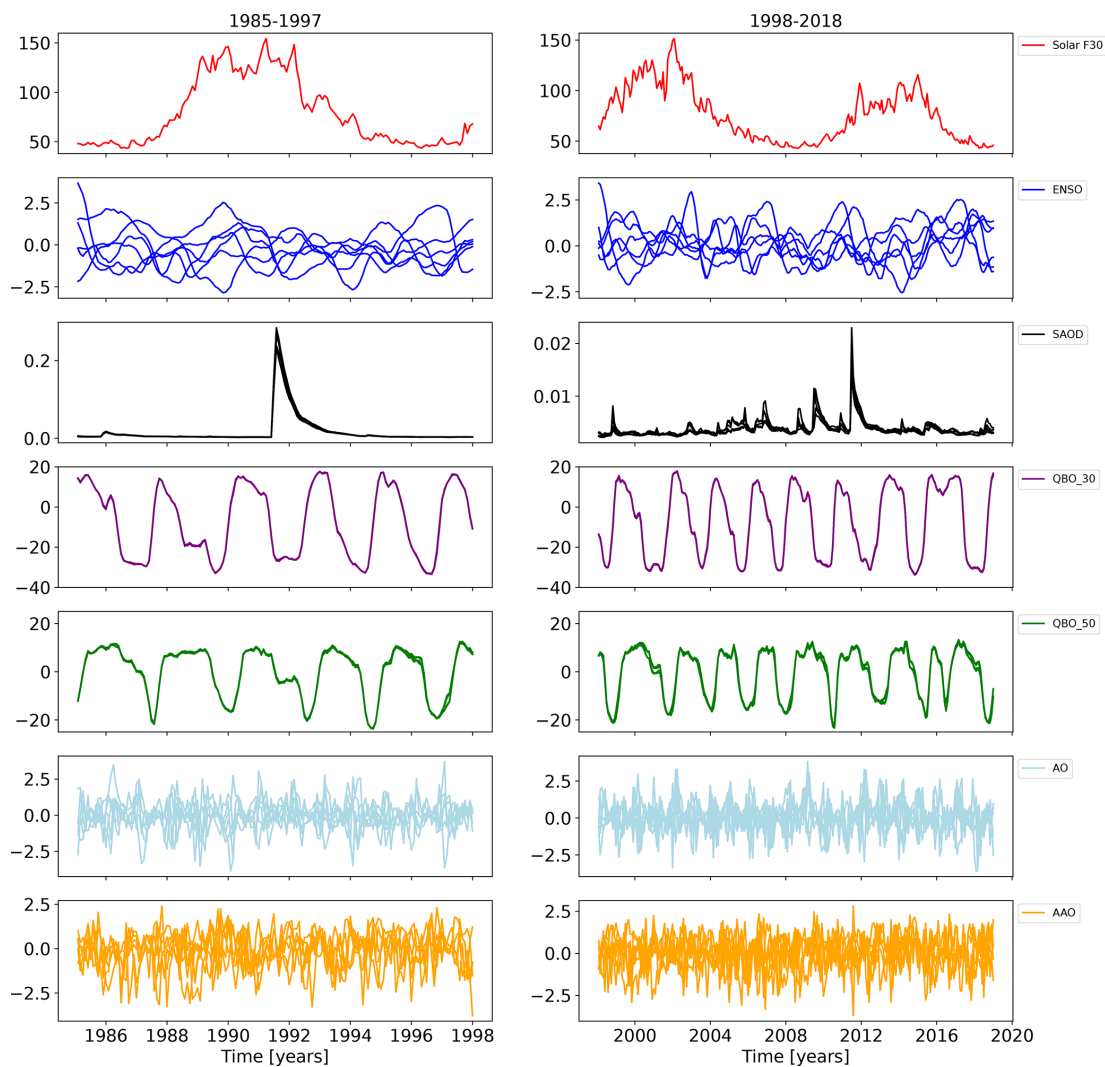 1985-1997 1998-2018
150 150 Solar F30
100 100
50 50
2.5 2.5 ENSO
0.0 0.0
−2.5 −2.5
0.2 0.02 SAOD
0.0 0.01
20 20 QBO_30
0 0
−20 −20
−40 −40
20 20 QBO_50
0 0
−20 −20
2.5 2.5 AO
0.0 0.0
−2.5 −2.5
2.5 2.5 AAO
0.0 0.0
−2.5 −2.5
1986 1988 1990 1992 1994 1996 1998 2000 2004 2008 2012 2016 2020
Time [years] Time [years]